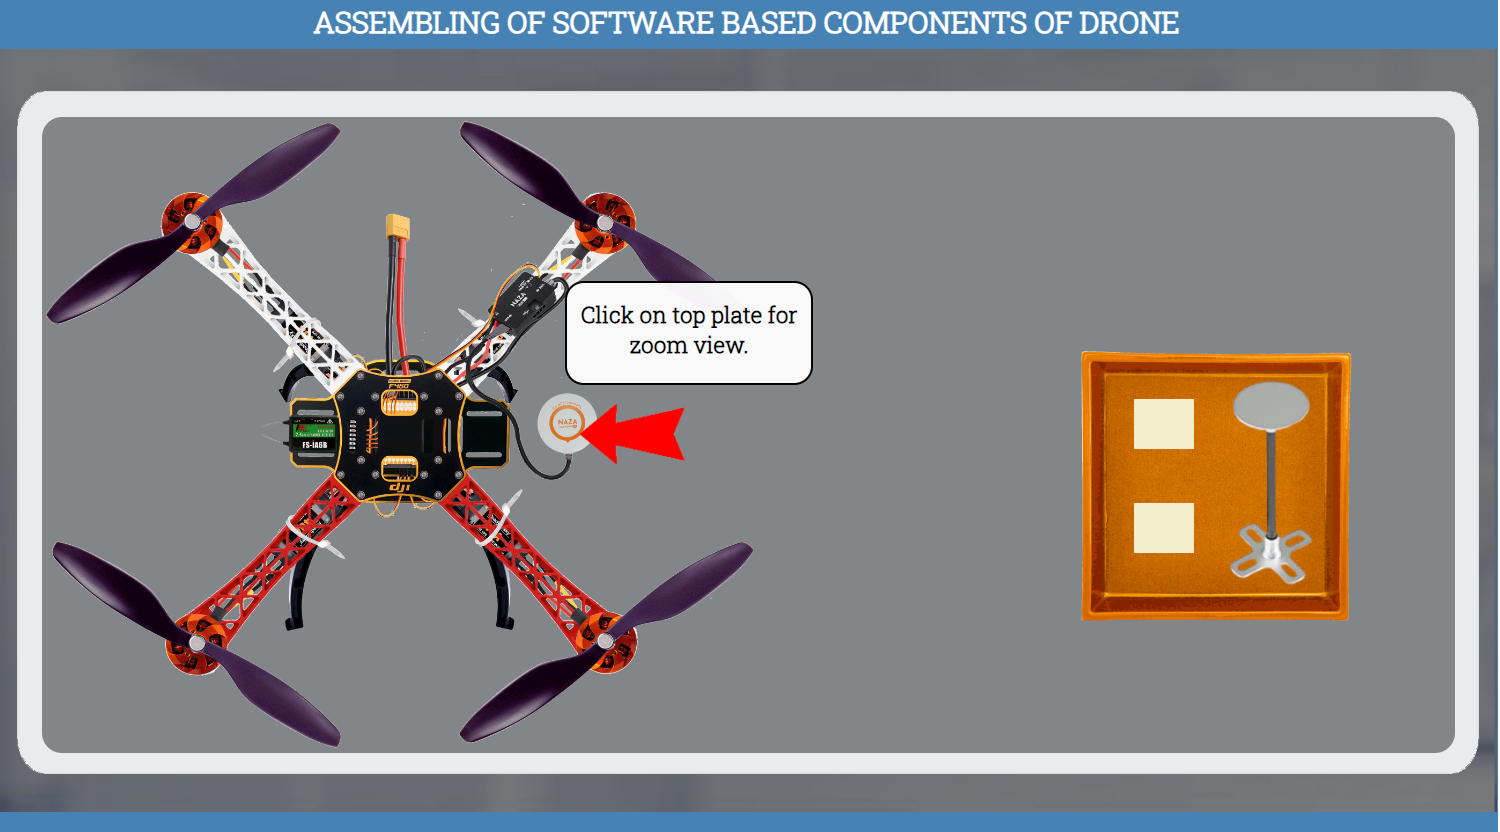 ASSEMBLING OF SOFTWARE BASED COMPONENTS OF DRONE
Click on top plate for
zoom view.
NAZA
NAZA
F450
FS-iA6B
dji